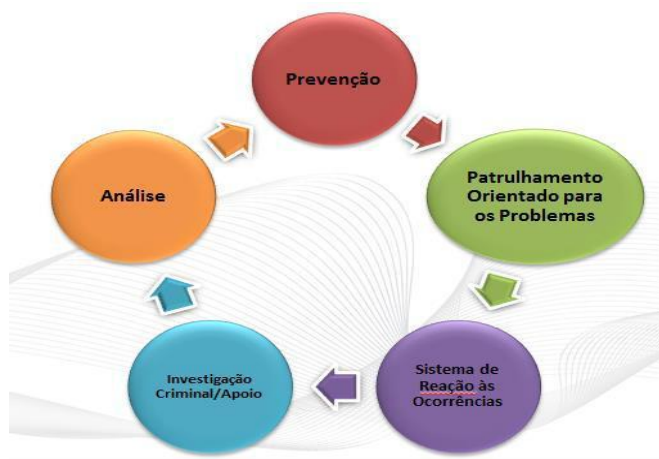 Prevenção
Patrulhamento
Orientado para
os Problemas
Sistema de
Reação às
Ocorrências
Investigação
Criminal/Apoio
Análise